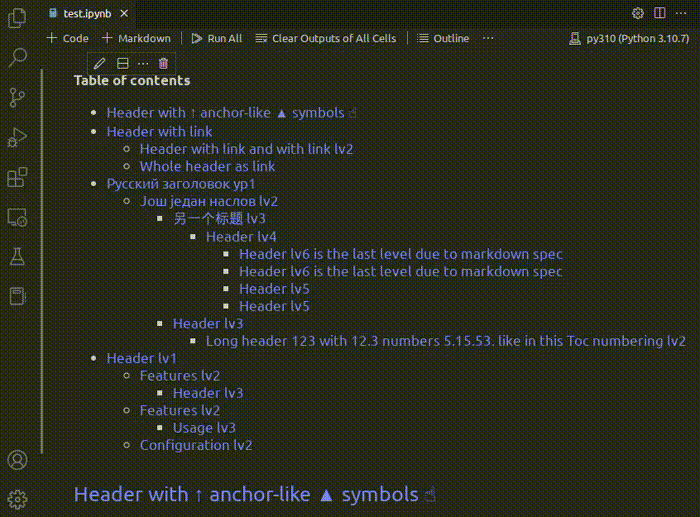 test.ipynb
+ Code + Markdown Run All Clear Outputs of All Cells Outline ··· py310 (Python 3.10.7)
Table of contents
Header with ↑ anchor-like ▲ symbols ☝
Header with link
Header with link and with link lv2
Whole header as link
Русский заголовок ур1
Још један наслов lv2
另一个标题 lv3
Header lv4
Header lv6 is the last level due to markdown spec
Header lv6 is the last level due to markdown spec
Header lv5
Header lv5
Header lv3
Long header 123 with 12.3 numbers 5.15.53. like in this Toc numbering lv2
Header lv1
Features lv2
Header lv3
Features lv2
Usage lv3
Configuration lv2
Header with ↑ anchor-like ▲ symbols ☝